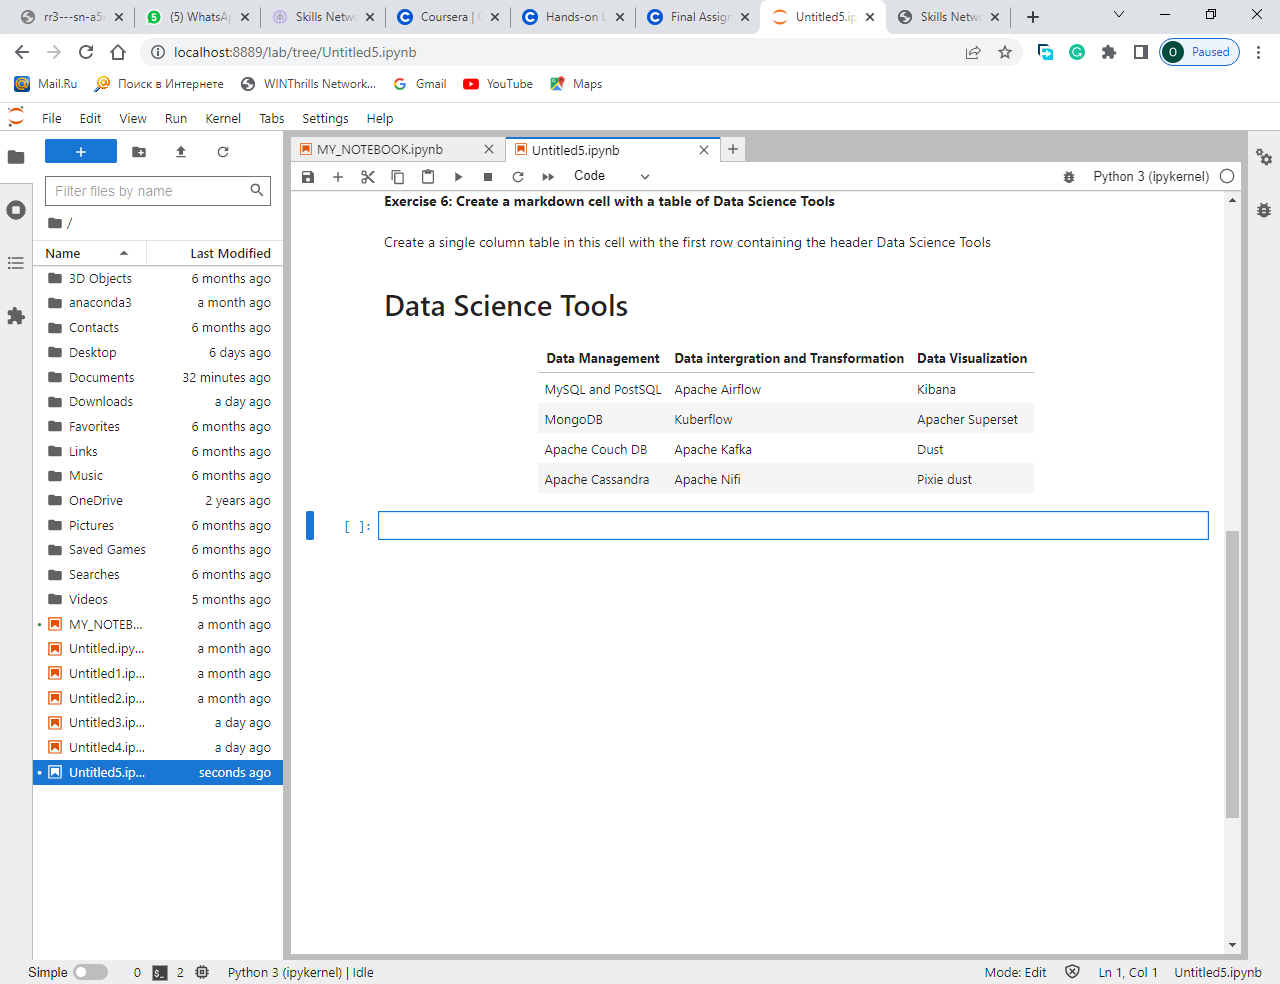 rr3---sn-a5
(5) WhatsA
Skills Netw
Coursera |
Hands-on L
Final Assign
Untitled5.ip
Skills Netw
localhost:8889/lab/tree/Untitled5.ipynb
O Paused
Mail.Ru
Поиск в Интернете
WINThrills Network...
Gmail
YouTube
Maps
File Edit View Run Kernel Tabs Settings Help
MY_NOTEBOOK.ipynb
Untitled5.ipynb
Code
Python 3 (ipykernel)
Filter files by name
/
Name Last Modified
3D Objects 6 months ago
anaconda3 a month ago
Contacts 6 months ago
Desktop 6 days ago
Documents 32 minutes ago
Downloads a day ago
Favorites 6 months ago
Links 6 months ago
Music 6 months ago
OneDrive 2 years ago
Pictures 6 months ago
Saved Games 6 months ago
Searches 6 months ago
Videos 5 months ago
MY_NOTEB... a month ago
Untitled.ipy... a month ago
Untitled1.ip... a month ago
Untitled2.ip... a month ago
Untitled3.ip... a day ago
Untitled4.ip... a day ago
Untitled5.ip... seconds ago
Exercise 6: Create a markdown cell with a table of Data Science Tools
Create a single column table in this cell with the first row containing the header Data Science Tools
Data Science Tools
Data Management Data intergration and Transformation Data Visualization
MySQL and PostSQL Apache Airflow Kibana
MongoDB Kuberflow Apacher Superset
Apache Couch DB Apache Kafka Dust
Apache Cassandra Apache Nifi Pixie dust
[ ]:
Simple 0 $_ 2 Python 3 (ipykernel) | Idle Mode: Edit Ln 1, Col 1 Untitled5.ipynb